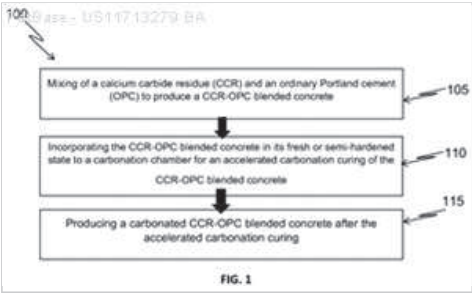 100
US11713279 BA
Mixing of a calcium carbide residue (CCR) and an ordinary Portland cement
(OPC) to produce a CCR-OPC blended concrete
105
Incorporating the CCR-OPC blended concrete in its fresh or semi-hardened
state to a carbonation chamber for an accelerated carbonation curing of the
CCR-OPC blended concrete
110
Producing a carbonated CCR-OPC blended concrete after the
accelerated carbonation curing
115
FIG. 1